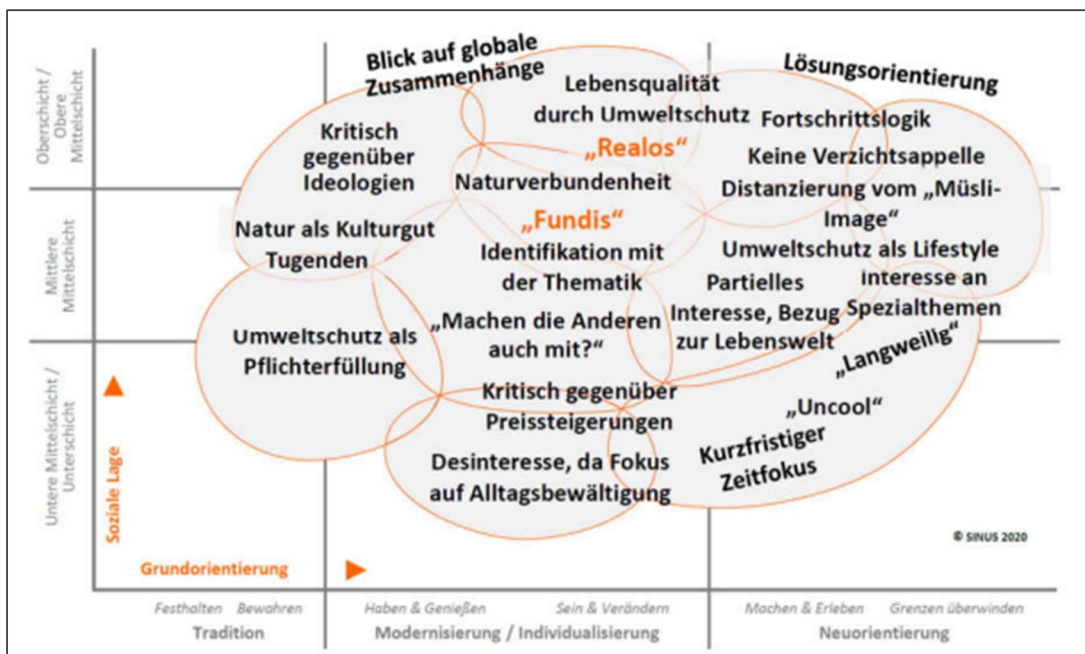 Oberschicht /
Obere
Mittelschicht
Mittlere
Mittelschicht
Untere Mittelschicht /
Unterschicht
Soziale Lage
Blick auf globale
Zusammenhänge
Lebensqualität
durch Umweltschutz
Lösungsorientierung
Kritisch
gegenüber
Ideologien
„Realos“
Fortschrittslogik
Keine Verzichtsappelle
Naturverbundenheit
Distanzierung vom „Müsli-
Image“
Natur als Kulturgut
Tugenden
„Fundis“
Identifikation mit
der Thematik
Umweltschutz als Lifestyle
Partielles
Interesse, Bezug
zur Lebenswelt
Interesse an
Spezialthemen
Umweltschutz als
Pflichterfüllung
„Machen die Anderen
auch mit?“
„Langweilig“
Kritisch gegenüber
Preissteigerungen
„Uncool“
Kurzfristiger
Zeitfokus
Desinteresse, da Fokus
auf Alltagsbewältigung
© SINUS 2020
Grundorientierung
Festhalten Bewahren
Tradition
Haben & Genießen Sein & Verändern
Modernisierung / Individualisierung
Machen & Erleben Grenzen überwinden
Neuorientierung